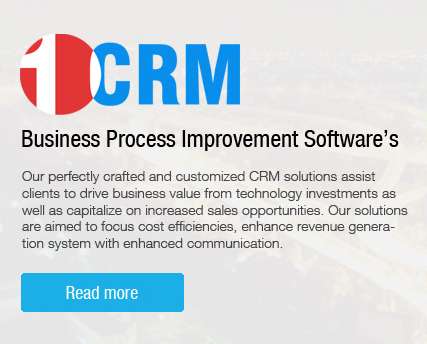 1CRM
Business Process Improvement Software's
Our perfectly crafted and customized CRM solutions assist
clients to drive business value from technology investments as
well as capitalize on increased sales opportunities. Our solutions
are aimed to focus cost efficiencies, enhance revenue genera-
tion system with enhanced communication.
Read more